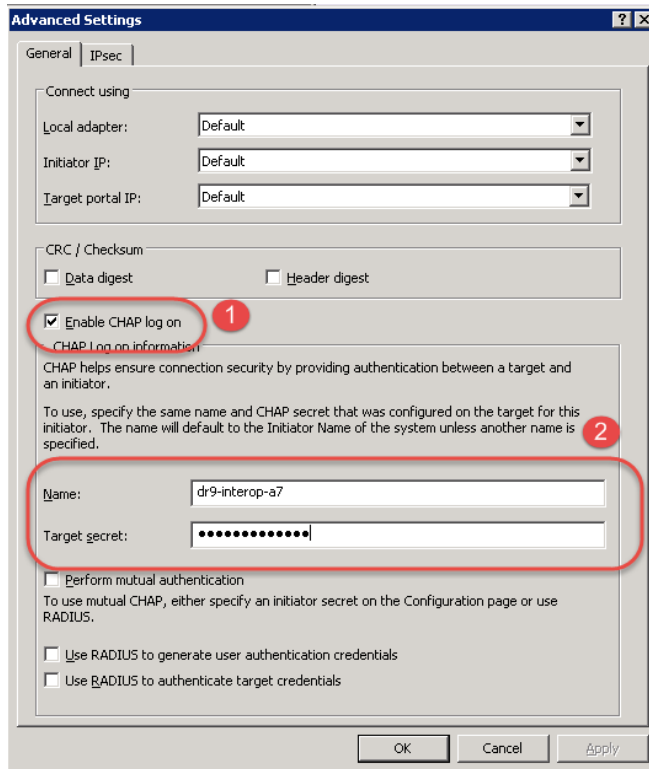 Advanced Settings
General IPsec
Connect using
Local adapter: Default
Initiator IP: Default
Target portal IP: Default
CRC / Checksum
Data digest Header digest
Enable CHAP log on 1
CHAP Log on information
CHAP helps ensure connection security by providing authentication between a target and
an initiator.
To use, specify the same name and CHAP secret that was configured on the target for this
initiator. The name will default to the Initiator Name of the system unless another name is
specified.
2
Name: dr9-interop-a7
Target secret: ●●●●●●●●●●●●●
Perform mutual authentication
To use mutual CHAP, either specify an initiator secret on the Configuration page or use
RADIUS.
Use RADIUS to generate user authentication credentials
Use RADIUS to authenticate target credentials
OK Cancel Apply